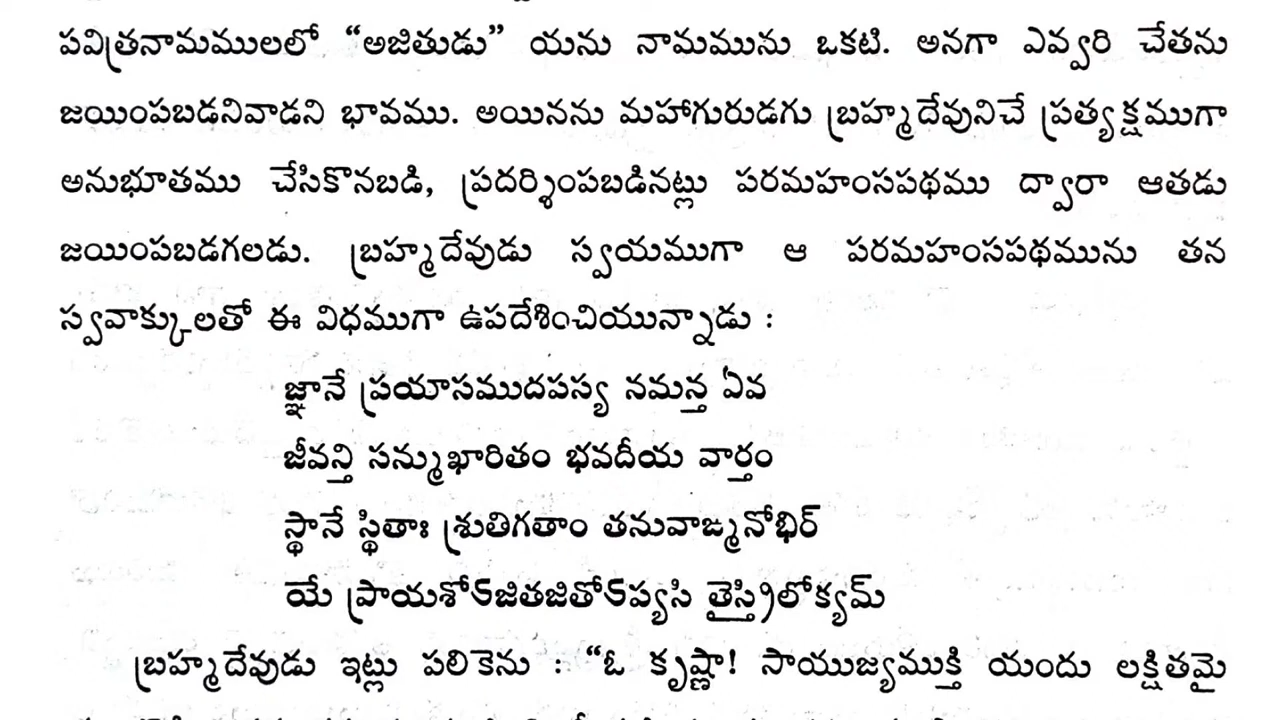 పవిత్రనామములలో “అజితుడు” యను నామమును ఒకటి. అనగా ఎవ్వరి చేతను
జయింపబడనివాడని భావము. అయినను మహాగురుడగు బ్రహ్మదేవునిచే ప్రత్యక్షముగా
అనుభూతము చేసికొనబడి, ప్రదర్శింపబడినట్లు పరమహంసపథము ద్వారా ఆతడు
జయింపబడగలడు. బ్రహ్మదేవుడు స్వయముగా ఆ పరమహంసపథమును తన
స్వవాక్కులతో ఈ విధముగా ఉపదేశించియున్నాడు :
జ్ఞానే ప్రయాసముదపస్య నమన్త ఏవ
జీవన్తి సన్ముఖారితం భవదీయ వార్తం
స్థానే స్థితాః శ్రుతిగతాం తనువాఙ్మనోభిర్
యే ప్రాయశోఽజితజితోఽప్యసి తైస్త్రిలోక్యమ్
బ్రహ్మదేవుడు ఇట్లు పలికెను : “ఓ కృష్ణా! సాయుజ్యముక్తి యందు లక్షితమై